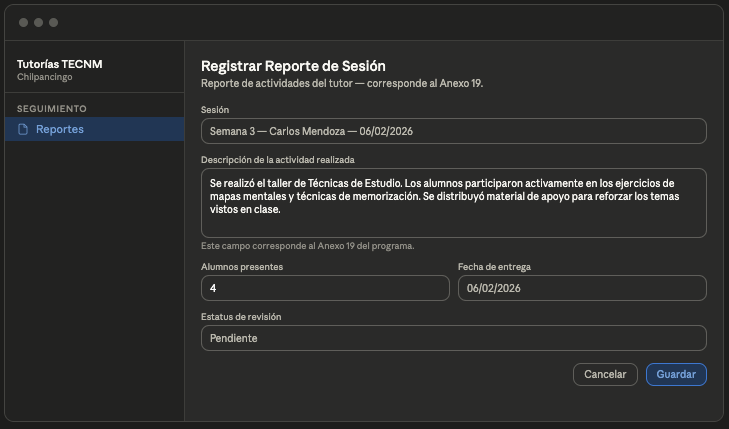 Tutorías TECNM
Chilpancingo
SEGUIMIENTO
Reportes
Registrar Reporte de Sesión
Reporte de actividades del tutor — corresponde al Anexo 19.
Sesión
Semana 3 — Carlos Mendoza — 06/02/2026
Descripción de la actividad realizada
Se realizó el taller de Técnicas de Estudio. Los alumnos participaron activamente en los ejercicios de
mapas mentales y técnicas de memorización. Se distribuyó material de apoyo para reforzar los temas
vistos en clase.
Este campo corresponde al Anexo 19 del programa.
Alumnos presentes
Fecha de entrega
4
06/02/2026
Estatus de revisión
Pendiente
Cancelar
Guardar